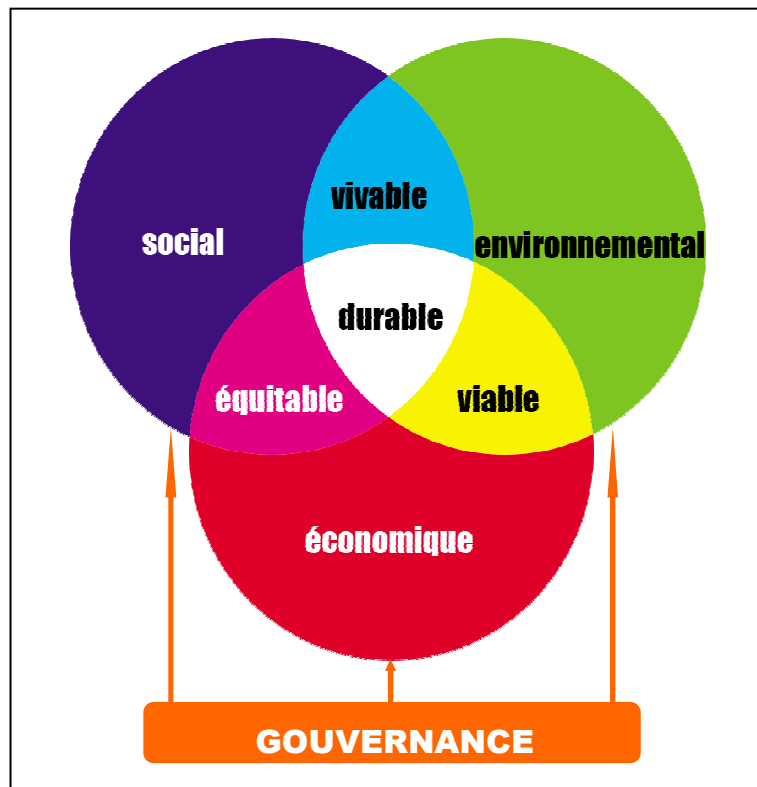 vivable
social
environnemental
durable
équitable
viable
économique
GOUVERNANCE